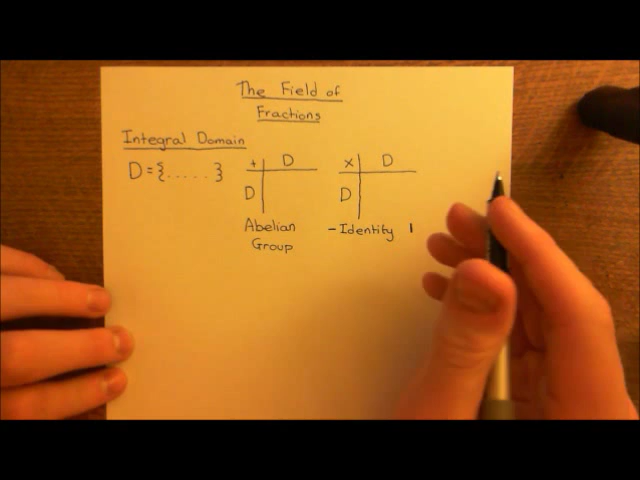 The Field of
Fractions
Integral Domain
D = {.....}
+ D
D
x D
D
Abelian
Group
- Identity 1